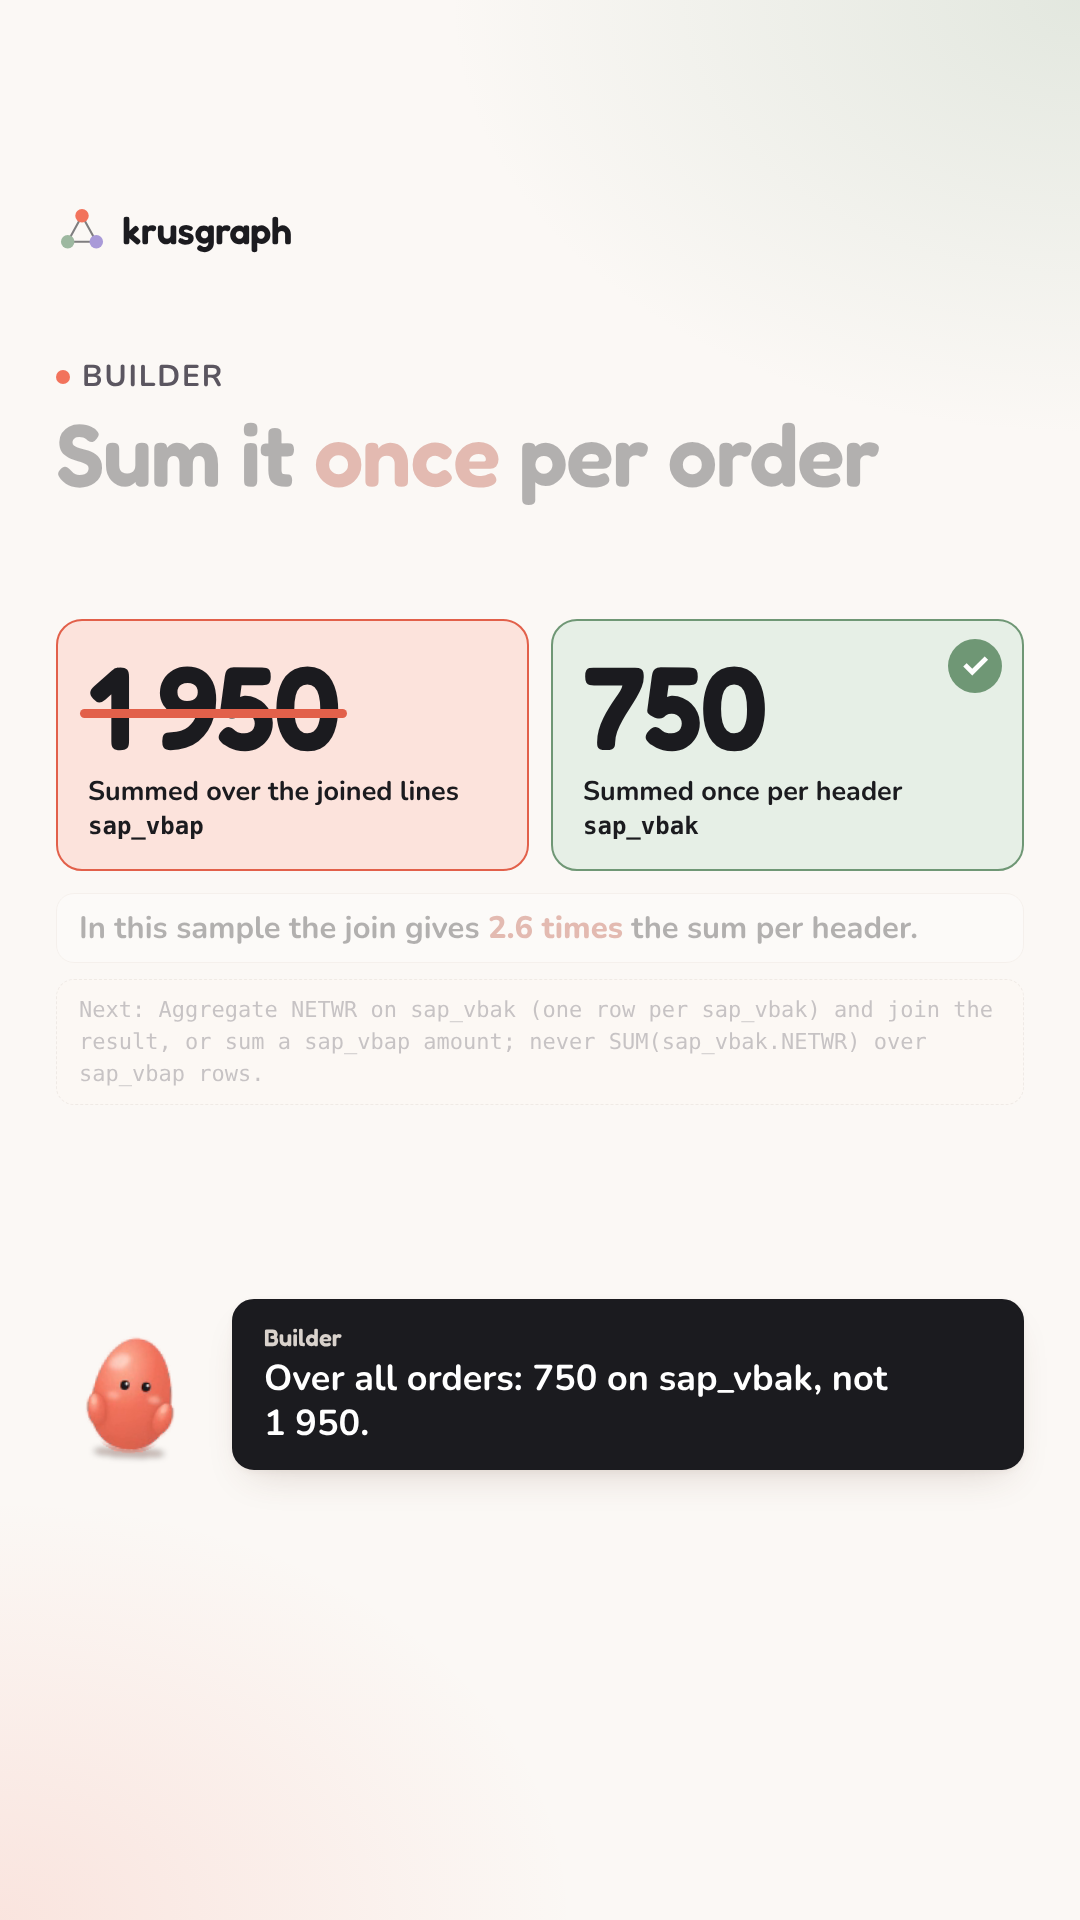 krusgraph
BUILDER
Sum it once per order
1 950
Summed over the joined lines
sap_vbap
750
Summed once per header
sap_vbak
In this sample the join gives 2.6 times the sum per header.
Next: Aggregate NETWR on sap_vbak (one row per sap_vbak) and join the
result, or sum a sap_vbap amount; never SUM(sap_vbak.NETWR) over
sap_vbap rows.
Builder
Over all orders: 750 on sap_vbak, not
1 950.